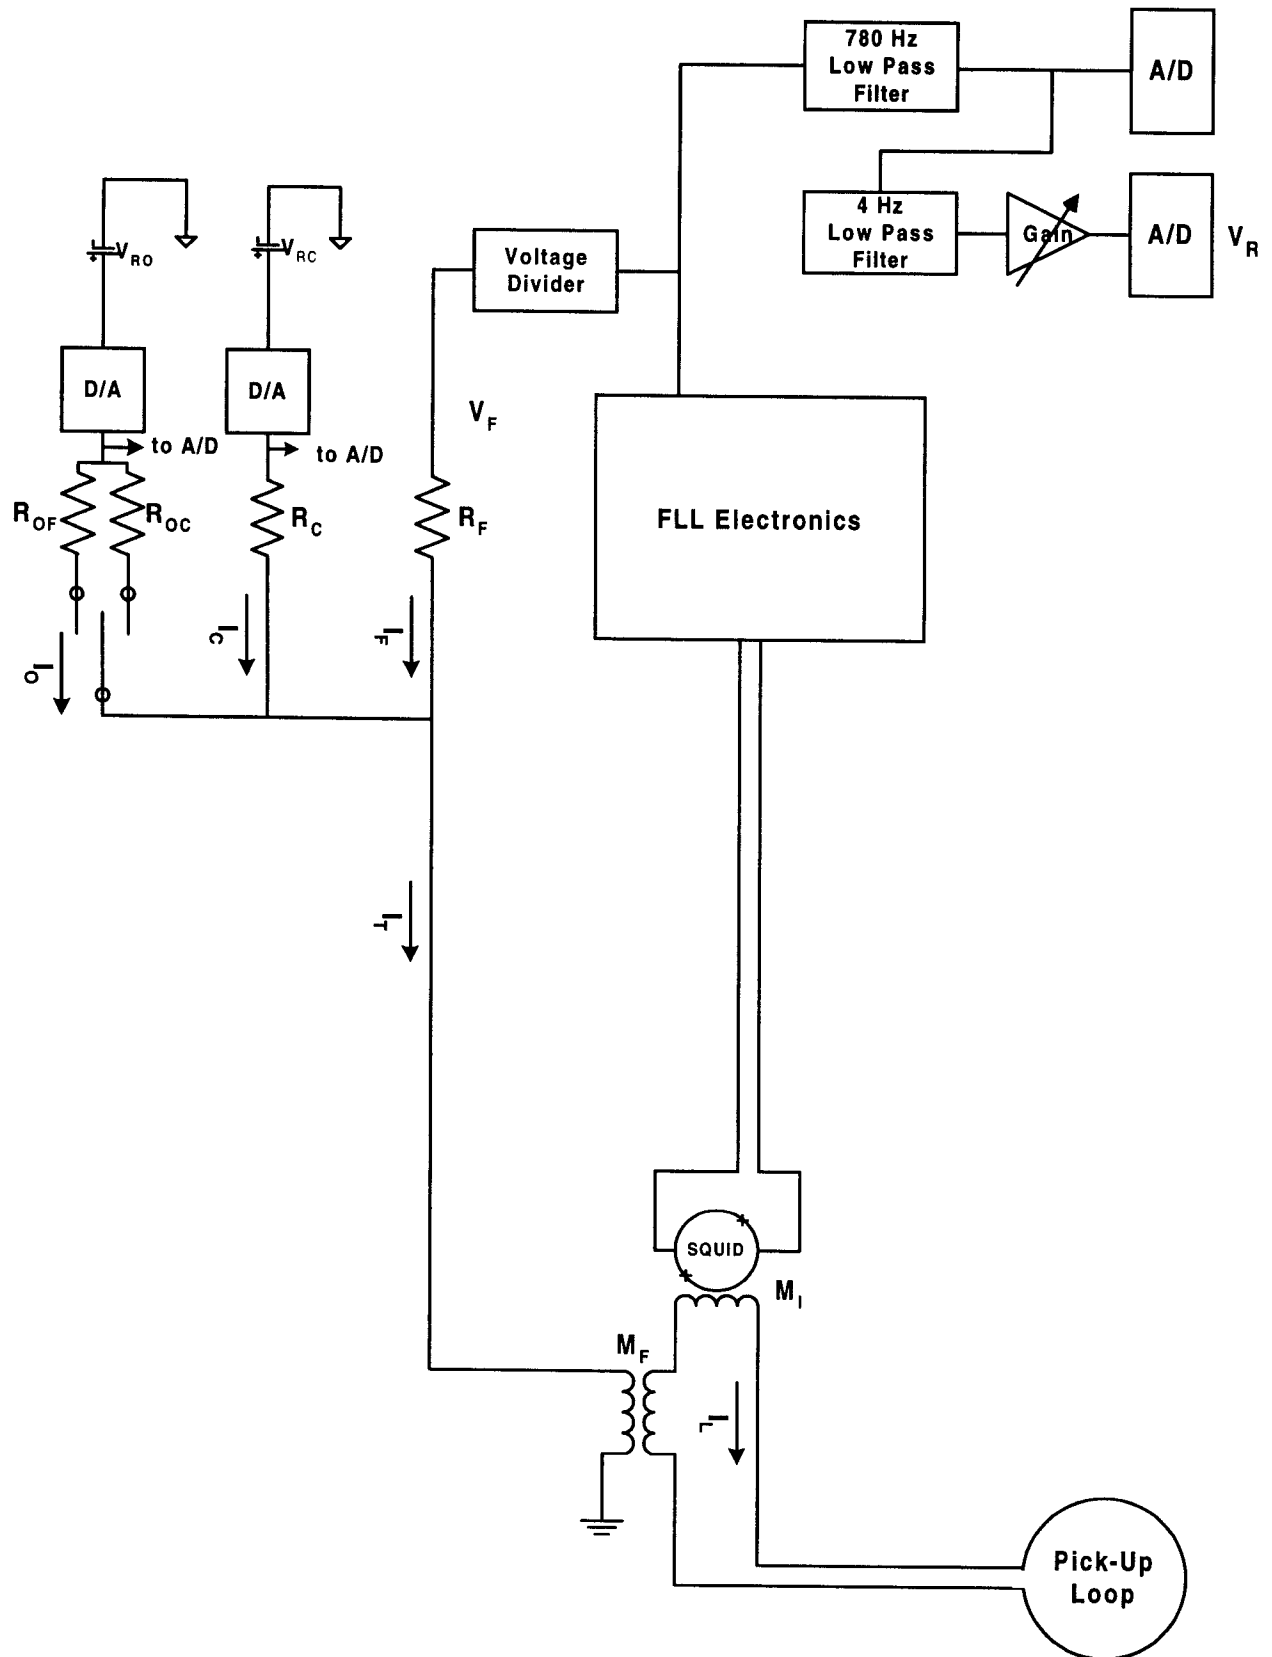 780 Hz
Low Pass
Filter
A/D
4 Hz
Low Pass
Filter
Gain
A/D
V_R
V_RO
V_RC
Voltage
Divider
D/A
D/A
V_F
to A/D
to A/D
R_OF
R_OC
R_C
R_F
FLL Electronics
I_O
I_C
I_F
I_T
SQUID
M_I
M_F
I_L
Pick-Up
Loop